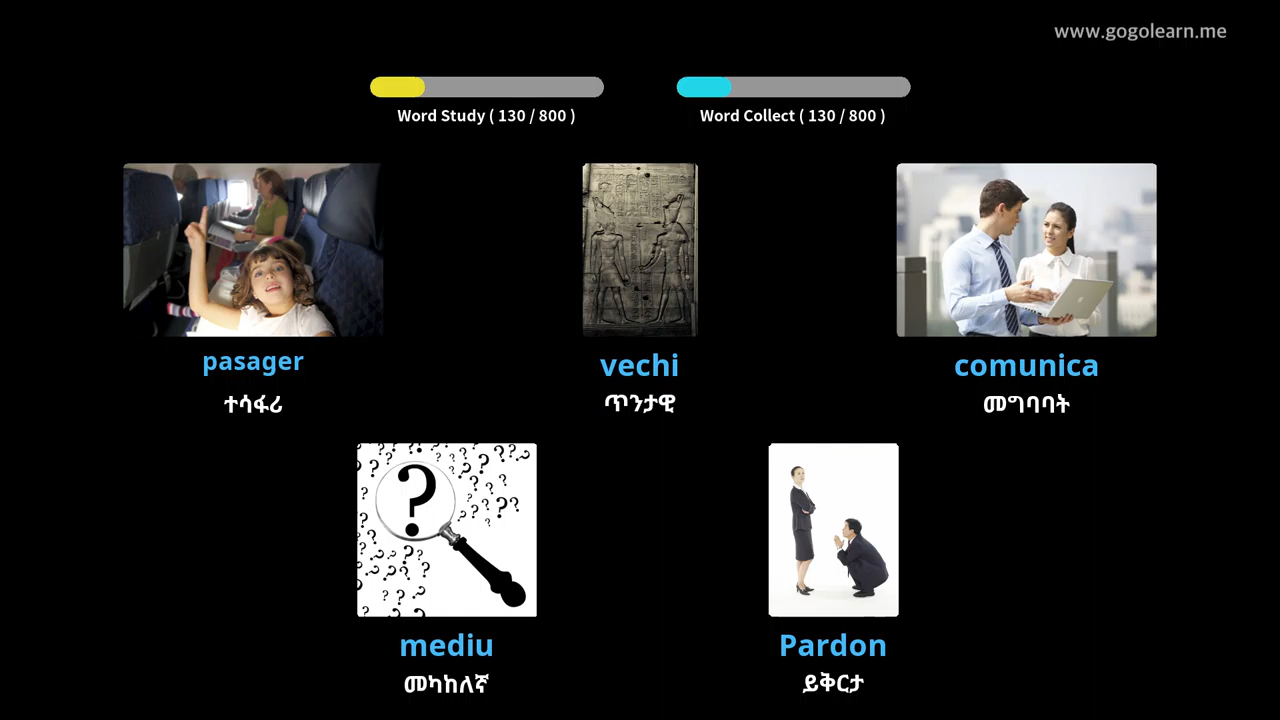 www.gogolearn.me
Word Study ( 130 / 800 )
Word Collect ( 130 / 800 )
pasager
vechi
comunica
ተሳፋሪ
ጥንታዊ
መግባባት
mediu
Pardon
መካከለኛ
ይቅርታ